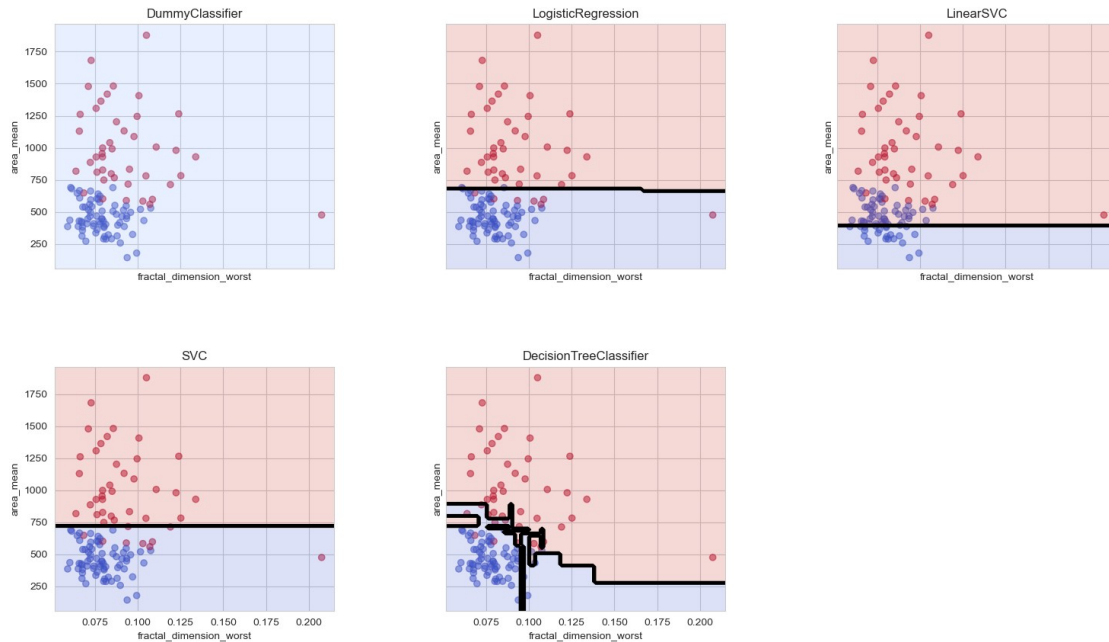 DummyClassifier
1750
1500
1250
1000
750
500
250
area_mean
fractal_dimension_worst
LogisticRegression
area_mean
fractal_dimension_worst
LinearSVC
area_mean
fractal_dimension_worst
SVC
1750
1500
1250
1000
750
500
250
area_mean
0.075 0.100 0.125 0.150 0.175 0.200
fractal_dimension_worst
DecisionTreeClassifier
area_mean
0.075 0.100 0.125 0.150 0.175 0.200
fractal_dimension_worst